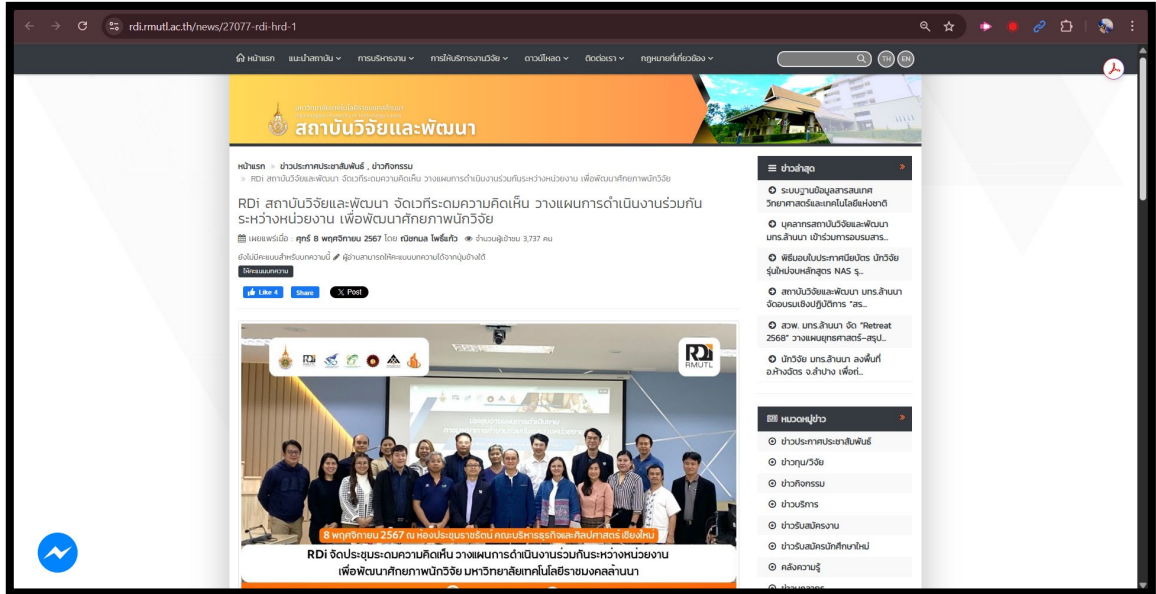 rdi.rmutl.ac.th/news/27077-rdi-hrd-1
หน้าแรก แนะนำสถาบัน การบริหารงาน การให้บริการงานวิจัย ดาวน์โหลด ติดต่อเรา กฎหมายที่เกี่ยวข้อง TH EN
มหาวิทยาลัยเทคโนโลยีราชมงคลล้านนา
สถาบันวิจัยและพัฒนา
หน้าแรก » ข่าวประกาศประชาสัมพันธ์ , ข่าวกิจกรรม
» RDi สถาบันวิจัยและพัฒนา จัดเวทีระดมความคิดเห็น วางแผนการดำเนินงานร่วมกันระหว่างหน่วยงาน เพื่อพัฒนาศักยภาพนักวิจัย
RDi สถาบันวิจัยและพัฒนา จัดเวทีระดมความคิดเห็น วางแผนการดำเนินงานร่วมกัน
ระหว่างหน่วยงาน เพื่อพัฒนาศักยภาพนักวิจัย
เผยแพร่เมื่อ : ศุกร์ 8 พฤศจิกายน 2567 โดย ณิชกมล โพธิ์แก้ว จำนวนผู้เข้าชม 3,737 คน
ยังไม่มีคะแนนสำหรับบทความนี้ ผู้อ่านสามารถให้คะแนนบทความได้จากปุ่มข้างใต้
ให้คะแนนบทความ
Like 4 Share X Post
RDi
RDi
RMUTL
8 พฤศจิกายน 2567 ณ ห้องประชุมราชรัตน์ คณะบริหารธุรกิจและศิลปศาสตร์ เชียงใหม่
RDi จัดประชุมระดมความคิดเห็น วางแผนการดำเนินงานร่วมกันระหว่างหน่วยงาน
เพื่อพัฒนาศักยภาพนักวิจัย มหาวิทยาลัยเทคโนโลยีราชมงคลล้านนา
ข่าวล่าสุด »
ระบบฐานข้อมูลสารสนเทศ
วิทยาศาสตร์และเทคโนโลยีแห่งชาติ
บุคลากรสถาบันวิจัยและพัฒนา
มทร.ล้านนา เข้าร่วมการอบรมสาร...
พิธีมอบใบประกาศนียบัตร นักวิจัย
รุ่นใหม่จบหลักสูตร NAS รุ...
สถาบันวิจัยและพัฒนา มทร.ล้านนา
จัดอบรมเชิงปฏิบัติการ "สร...
สวพ. มทร.ล้านนา จัด "Retreat
2568" วางแผนยุทธศาสตร์–สรุป...
นักวิจัย มทร.ล้านนา ลงพื้นที่
อ.ห้างฉัตร จ.ลำปาง เพื่อถ่...
หมวดหมู่ข่าว »
ข่าวประกาศประชาสัมพันธ์
ข่าวทุน/วิจัย
ข่าวกิจกรรม
ข่าวบริการ
ข่าวรับสมัครงาน
ข่าวรับสมัครนักศึกษาใหม่
คลังความรู้